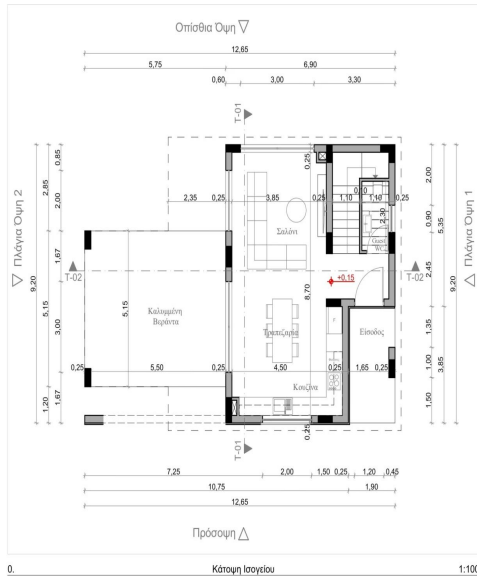 Οπίσθια Όψη
12,65
5,75 6,90
0,60 3,00 3,30
T-01
0,25
0,10
2,35 0,25 3,85 0,25 1,10 1,10 0,25
2,30
Σαλόνι
Guest
WC
Πλάγια Όψη 2
9,20
2,85 5,15 1,20
0,85 2,00 1,67 3,00 1,67
T-02
Πλάγια Όψη 1
9,20
5,35 3,85
2,00 0,90 2,45 1,35 1,00 1,50
T-02
+0,15
8,70
5,15
Καλυμμένη
Βεράντα
Τραπεζαρία
Είσοδος
0,25 5,50 0,25 4,50 0,25 1,65 0,25
Κουζίνα
0,25
T-01
7,25 2,00 1,50 0,25 1,20 0,45
10,75 1,90
12,65
Πρόσοψη
0. Κάτοψη Ισογείου 1:100